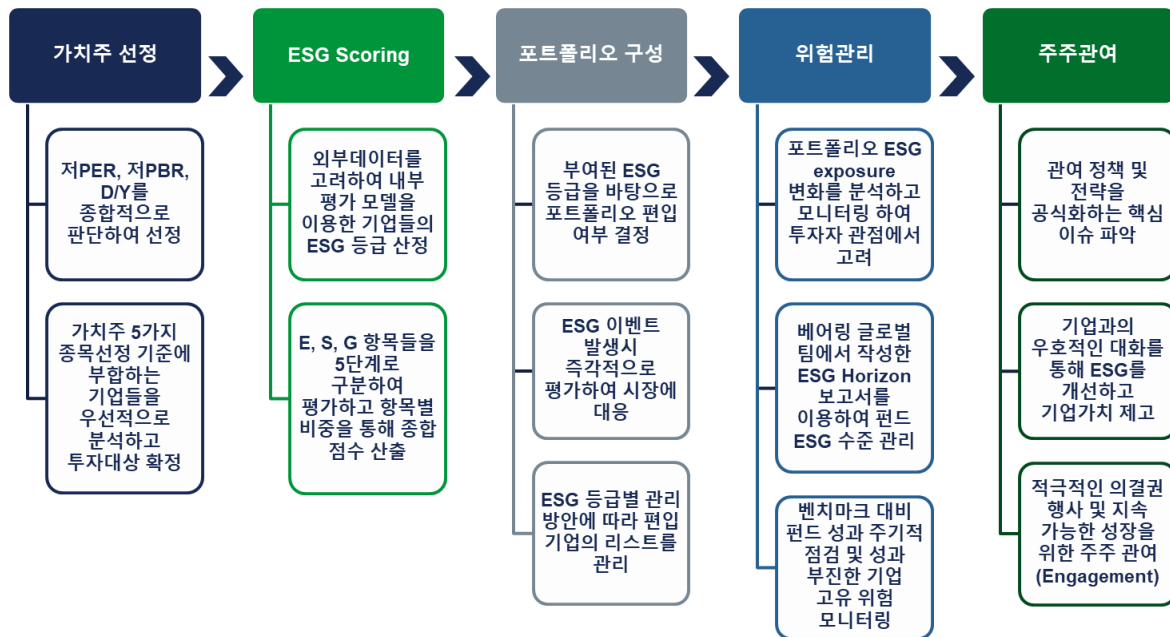 가치주 선정
ESG Scoring
포트폴리오 구성
위험관리
주주관여
저PER, 저PBR,
D/Y를
종합적으로
판단하여 선정
가치주 5가지
종목선정 기준에
부합하는
기업들을
우선적으로
분석하고
투자대상 확정
외부데이터를
고려하여 내부
평가 모델을
이용한 기업들의
ESG 등급 산정
E, S, G 항목들을
5단계로
구분하여
평가하고 항목별
비중을 통해 종합
점수 산출
부여된 ESG
등급을 바탕으로
포트폴리오 편입
여부 결정
ESG 이벤트
발생시
즉각적으로
평가하여 시장에
대응
ESG 등급별 관리
방안에 따라 편입
기업의 리스트를
관리
포트폴리오 ESG
exposure
변화를 분석하고
모니터링 하여
투자자 관점에서
고려
베어링 글로벌
팀에서 작성한
ESG Horizon
보고서를
이용하여 펀드
ESG 수준 관리
벤치마크 대비
펀드 성과 주기적
점검 및 성과
부진한 기업
고유 위험
모니터링
관여 정책 및
전략을
공식화하는 핵심
이슈 파악
기업과의
우호적인 대화를
통해 ESG를
개선하고
기업가치 제고
적극적인 의결권
행사 및 지속
가능한 성장을
위한 주주 관여
(Engagement)